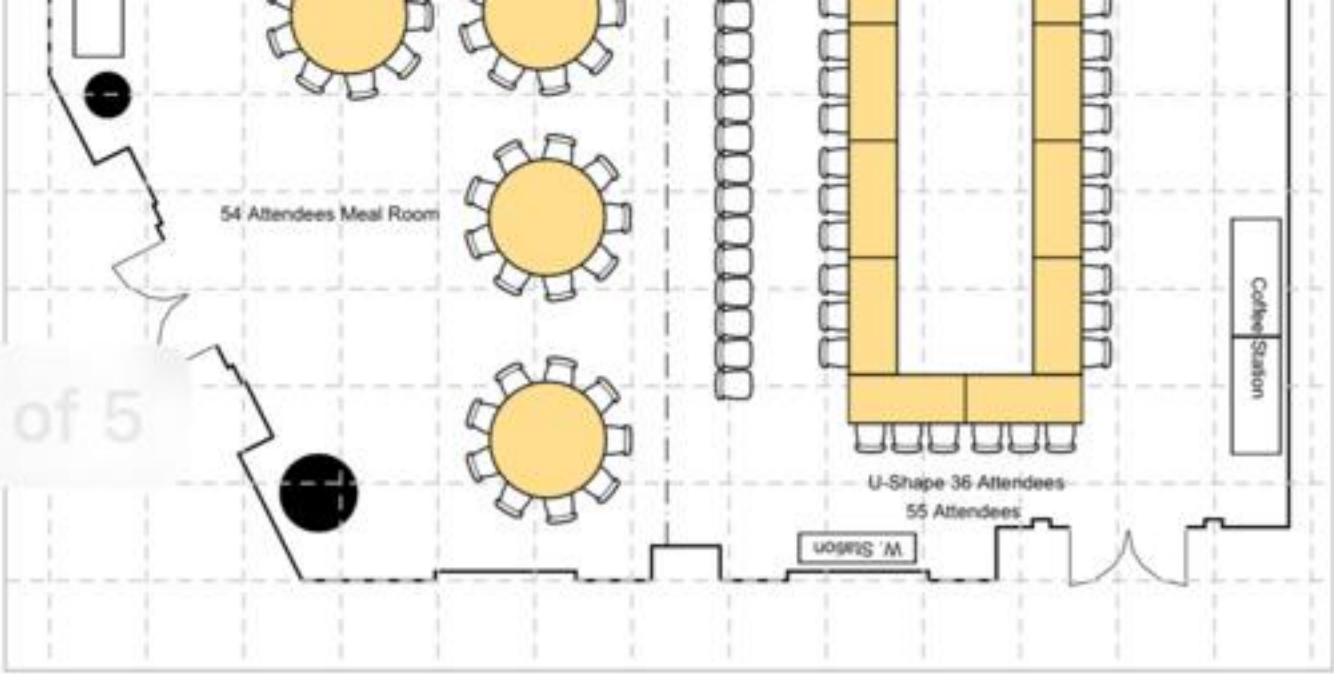 54 Attendees Meal Room
Coffee Station
of 5
U-Shape 36 Attendees
55 Attendees
W. Station